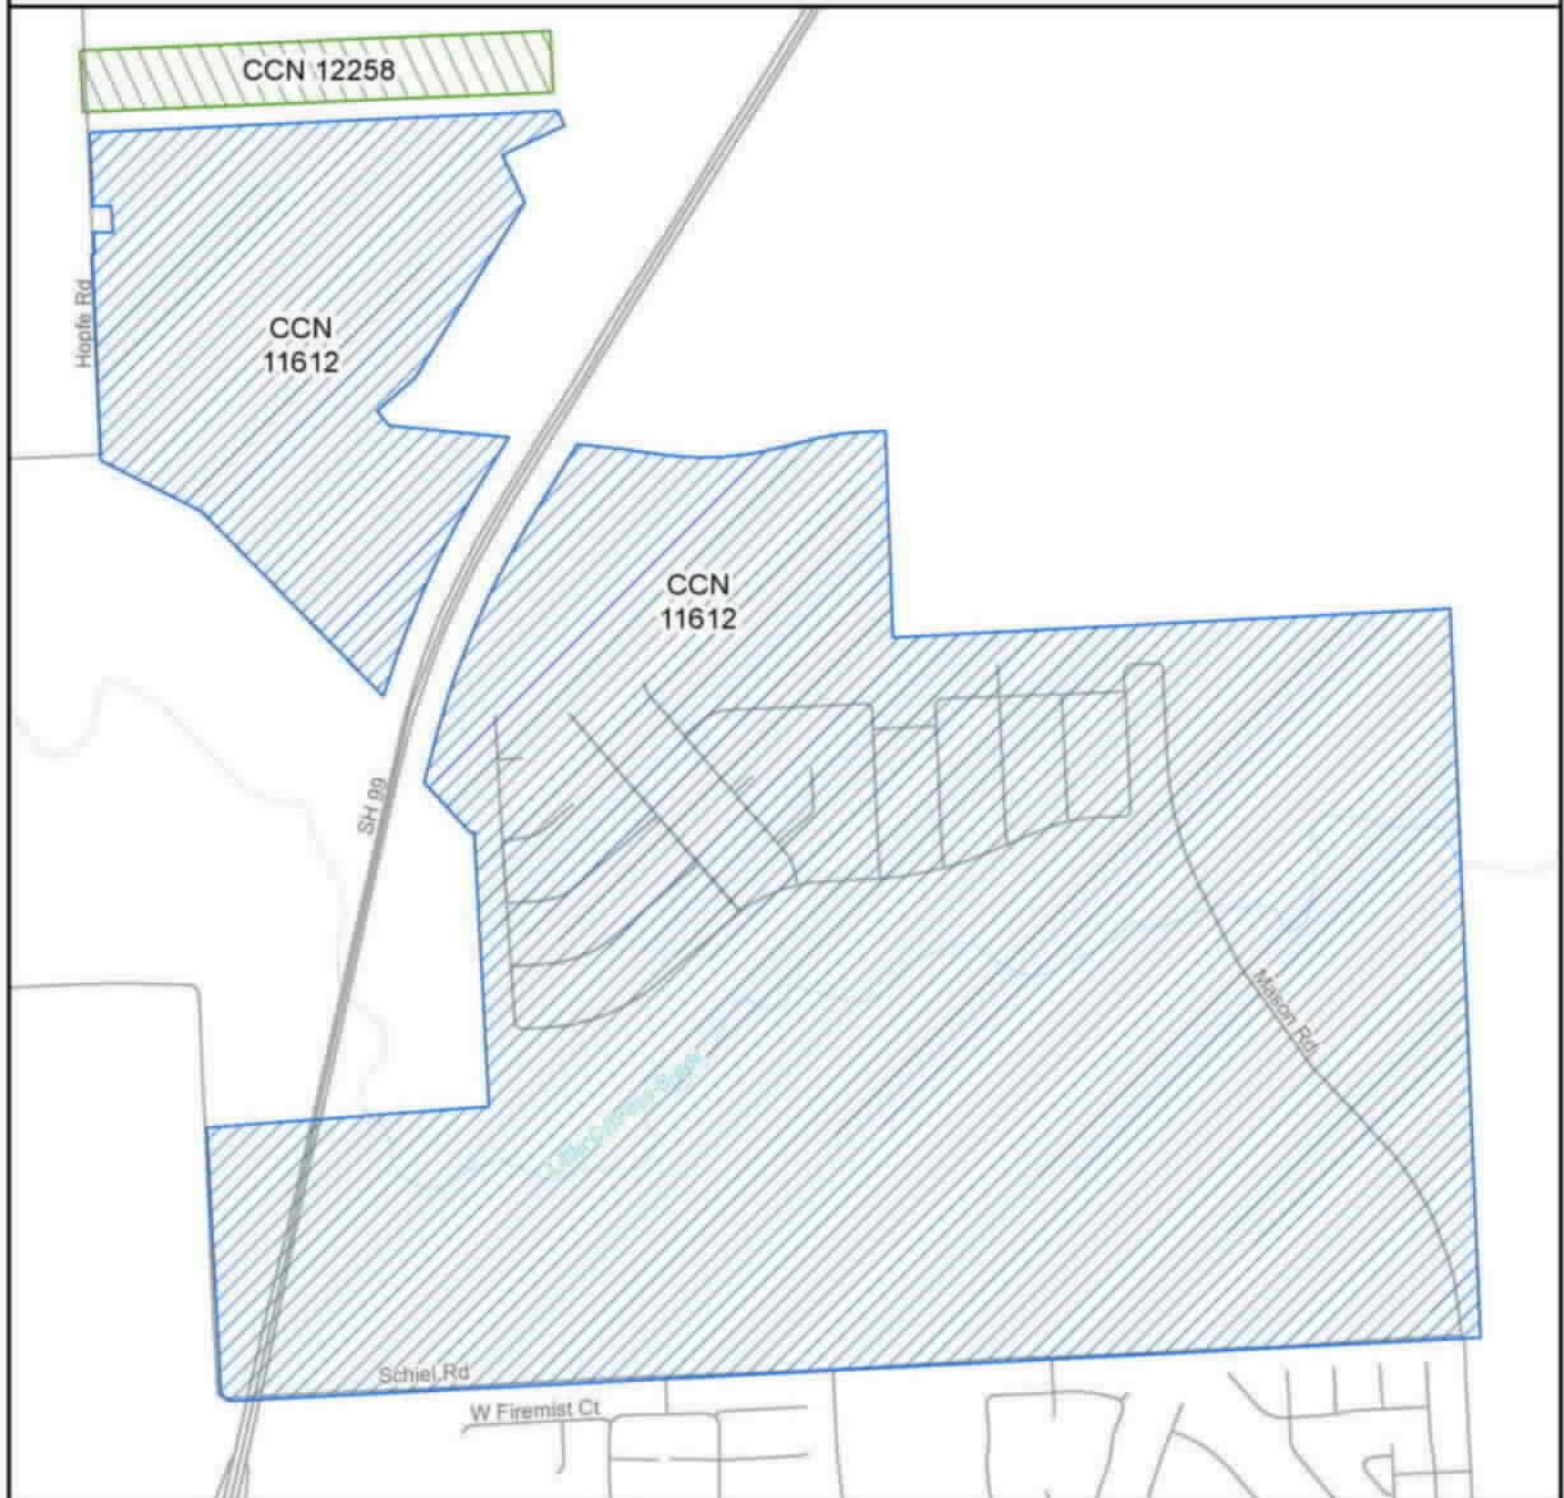 CCN 12258
CCN
11612
Hopfe Rd
CCN
11612
SH 99
Mason Rd
Schiel Rd
W Firemist Ct